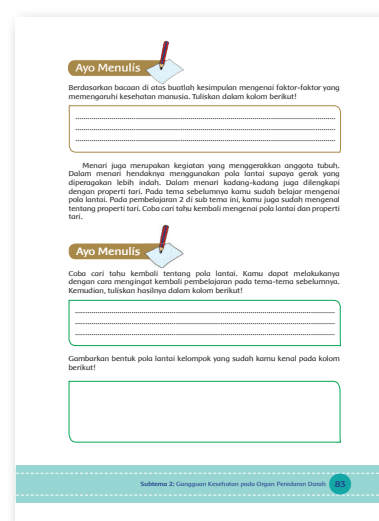 Ayo Menulis
Berdasarkan bacaan di atas buatlah kesimpulan mengenai faktor-faktor yang
memengaruhi kesehatan manusia. Tuliskan dalam kolom berikut!
Menari juga merupakan kegiatan yang menggerakkan anggota tubuh.
Dalam menari hendaknya menggunakan pola lantai supaya gerak yang
diperagakan lebih indah. Dalam menari kadang-kadang juga dilengkapi
dengan properti tari. Pada tema sebelumnya kamu sudah belajar mengenai
pola lantai. Pada pembelajaran 2 di sub tema ini, kamu juga sudah mengenal
tentang properti tari. Coba cari tahu kembali mengenai pola lantai dan properti
tari.
Ayo Menulis
Coba cari tahu kembali tentang pola lantai. Kamu dapat melakukanya
dengan cara mengingat kembali pembelajaran pada tema-tema sebelumnya.
Kemudian, tuliskan hasilnya dalam kolom berikut!
Gambarkan bentuk pola lantai kelompok yang sudah kamu kenal pada kolom
berikut!
Subtema 2: Gangguan Kesehatan pada Organ Peredaran Darah 83